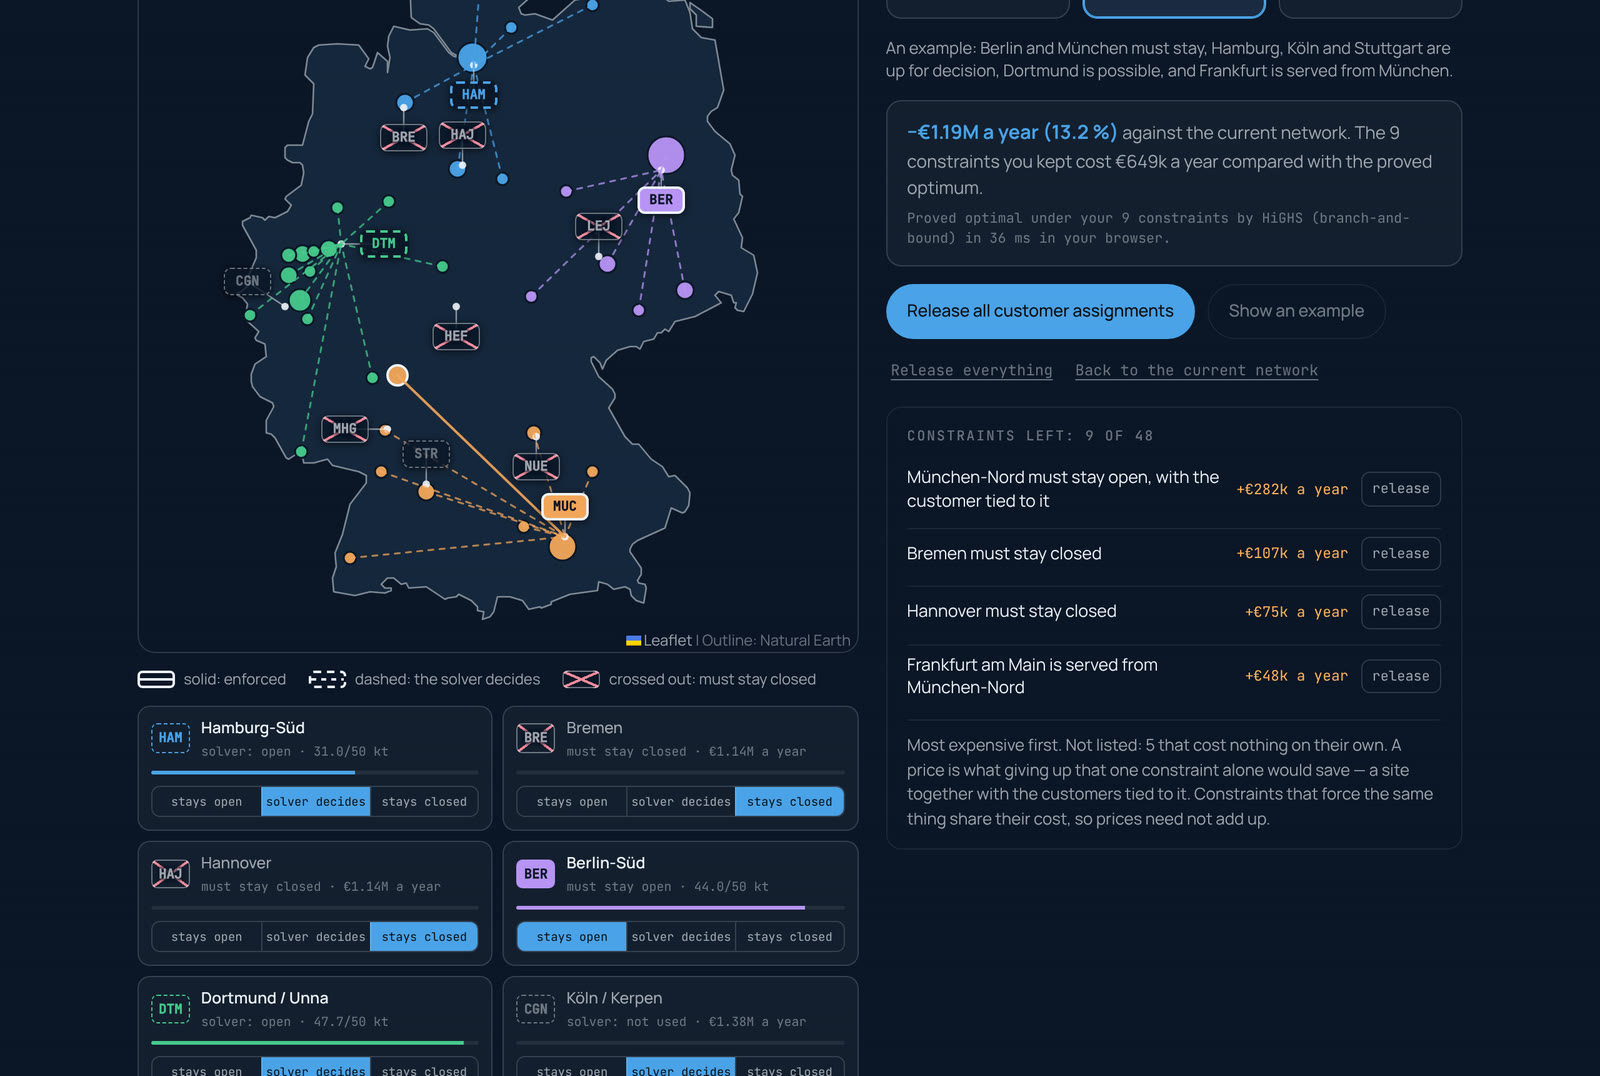 HAM
BRE
HAJ
BER
LEJ
DTM
CGN
HEF
MHG
STR
NUE
MUC
Leaflet | Outline: Natural Earth
solid: enforced
dashed: the solver decides
crossed out: must stay closed
HAM
Hamburg-Süd
solver: open · 31.0/50 kt
stays open
solver decides
stays closed
BRE
Bremen
must stay closed · €1.14M a year
stays open
solver decides
stays closed
HAJ
Hannover
must stay closed · €1.14M a year
stays open
solver decides
stays closed
BER
Berlin-Süd
must stay open · 44.0/50 kt
stays open
solver decides
stays closed
DTM
Dortmund / Unna
solver: open · 47.7/50 kt
stays open
solver decides
stays closed
CGN
Köln / Kerpen
solver: not used · €1.38M a year
stays open
solver decides
stays closed
An example: Berlin and München must stay, Hamburg, Köln and Stuttgart are
up for decision, Dortmund is possible, and Frankfurt is served from München.
−€1.19M a year (13.2 %) against the current network. The 9
constraints you kept cost €649k a year compared with the proved
optimum.
Proved optimal under your 9 constraints by HiGHS (branch-and-
bound) in 36 ms in your browser.
Release all customer assignments
Show an example
Release everything
Back to the current network
CONSTRAINTS LEFT: 9 OF 48
München-Nord must stay open, with the
customer tied to it
+€282k a year
release
Bremen must stay closed
+€107k a year
release
Hannover must stay closed
+€75k a year
release
Frankfurt am Main is served from
München-Nord
+€48k a year
release
Most expensive first. Not listed: 5 that cost nothing on their own. A
price is what giving up that one constraint alone would save — a site
together with the customers tied to it. Constraints that force the same
thing share their cost, so prices need not add up.